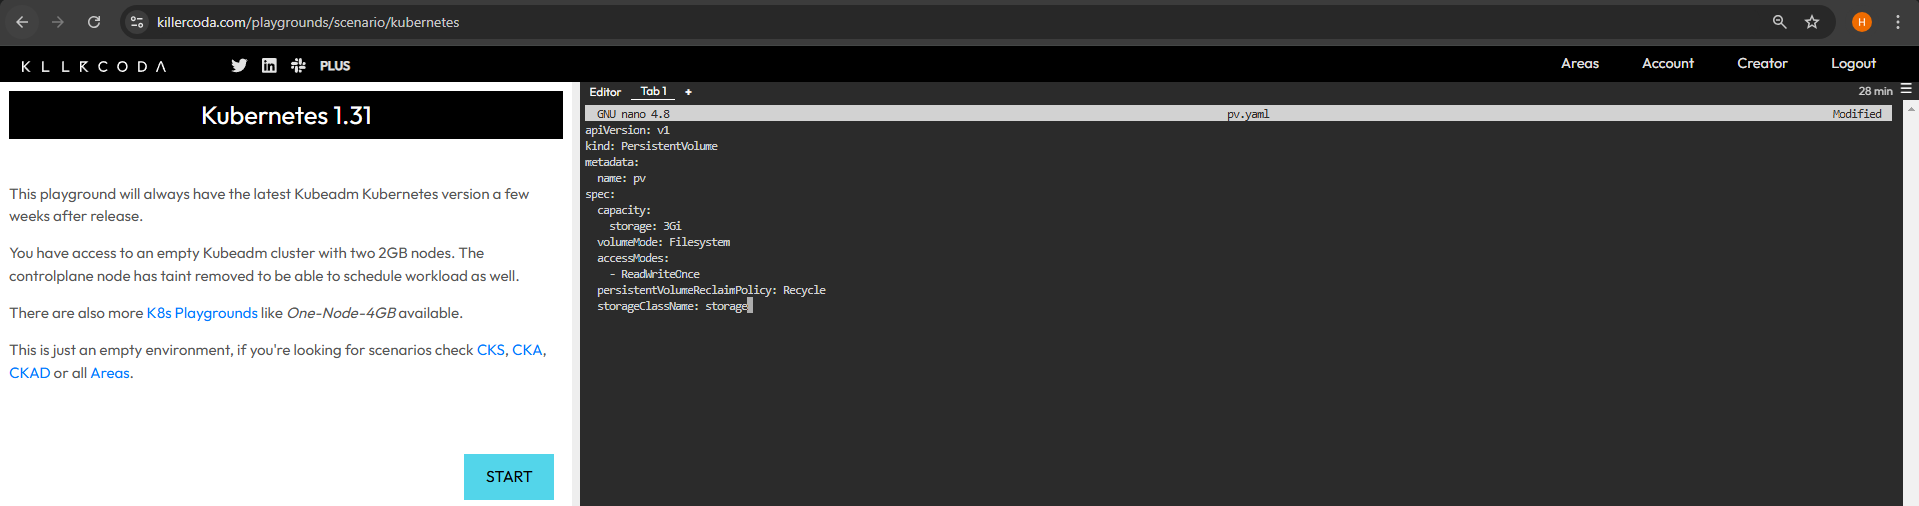 killercoda.com/playgrounds/scenario/kubernetes
H
KLLRCODA
PLUS
Areas
Account
Creator
Logout
Kubernetes 1.31
This playground will always have the latest Kubeadm Kubernetes version a few
weeks after release.
You have access to an empty Kubeadm cluster with two 2GB nodes. The
controlplane node has taint removed to be able to schedule workload as well.
There are also more K8s Playgrounds like One-Node-4GB available.
This is just an empty environment, if you're looking for scenarios check CKS, CKA,
CKAD or all Areas.
START
Editor
Tab 1
+
28 min
GNU nano 4.8
pv.yaml
Modified
apiVersion: v1
kind: PersistentVolume
metadata:
  name: pv
spec:
  capacity:
    storage: 3Gi
  volumeMode: Filesystem
  accessModes:
    - ReadWriteOnce
  persistentVolumeReclaimPolicy: Recycle
  storageClassName: storage